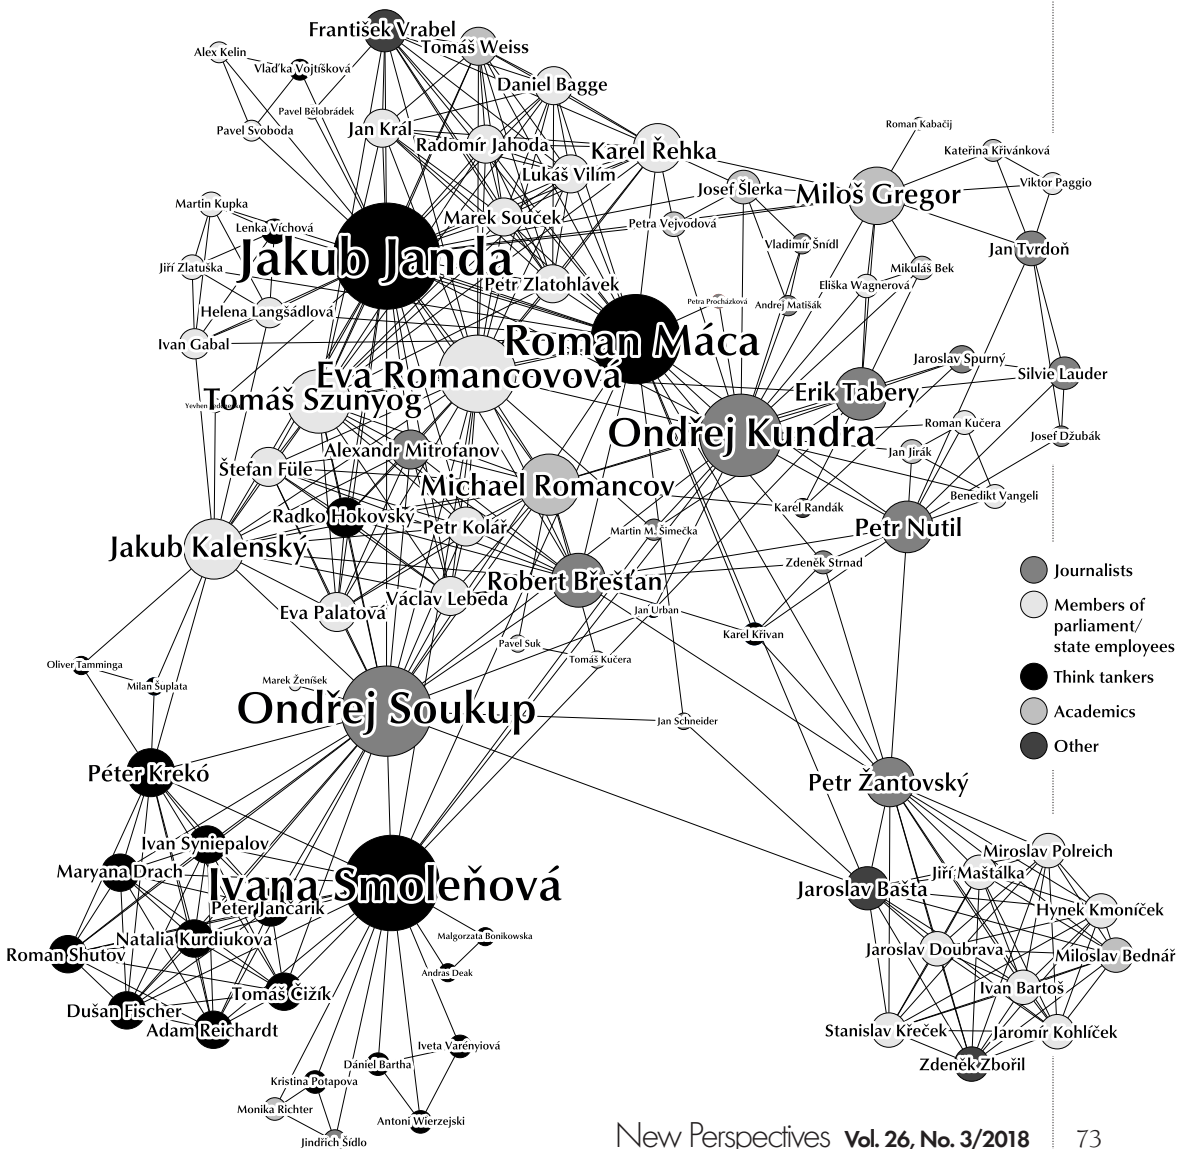 František Vrabel
Tomáš Weiss
Alex Kelin
Vlaďka Vojtíšková
Daniel Bagge
Pavel Bělobrádek
Pavel Svoboda
Jan Král
Radomír Jahoda
Karel Řehka
Roman Kabačij
Kateřina Křivánková
Lukáš Vilím
Josef Šlerka
Miloš Gregor
Viktor Paggio
Martin Kupka
Lenka Víchová
Marek Souček
Petra Vejvodová
Vladimír Šnídl
Jan Tvrdoň
Jakub Janda
Jiří Zlatuška
Petr Zlatohlávek
Mikuláš Bek
Eliška Wagnerová
Helena Langšádlová
Petra Procházková
Andrej Matišák
Ivan Gabal
Roman Máca
Jaroslav Spurný
Eva Romancovová
Silvie Lauder
Tomáš Szunyog
Erik Tabery
Roman Kučera
Ondřej Kundra
Josef Džubák
Alexandr Mitrofanov
Jan Jirák
Štefan Füle
Michael Romancov
Benedikt Vangeli
Karel Randák
Radko Hokovský
Petr Kolář
Martin M. Šimečka
Petr Nutil
Jakub Kalenský
Zdeněk Strnad
Robert Břešťan
Journalists
Eva Palatová
Václav Lebeda
Jan Urban
Members of
parliament/
state employees
Karel Křivan
Pavel Suk
Tomáš Kučera
Oliver Tamminga
Milan Šuplata
Marek Ženíšek
Think tankers
Ondřej Soukup
Jan Schneider
Academics
Other
Péter Krekó
Petr Žantovský
Ivan Syniepalov
Miroslav Polreich
Maryana Drach
Jiří Maštálka
Ivana Smoleňová
Jaroslav Bašta
Peter Jančárik
Hynek Kmoníček
Natalia Kurdiukova
Malgorzata Bonikowska
Roman Shutov
Jaroslav Doubrava
Miloslav Bednář
Andras Deak
Tomáš Čižík
Ivan Bartoš
Dušan Fischer
Adam Reichardt
Stanislav Křeček
Jaromír Kohlíček
Iveta Várényiová
Dániel Bartha
Zdeněk Zbořil
Kristina Potapova
Monika Richter
Antoni Wierzejski
Jindřich Šídlo
New Perspectives Vol. 26, No. 3/2018 73